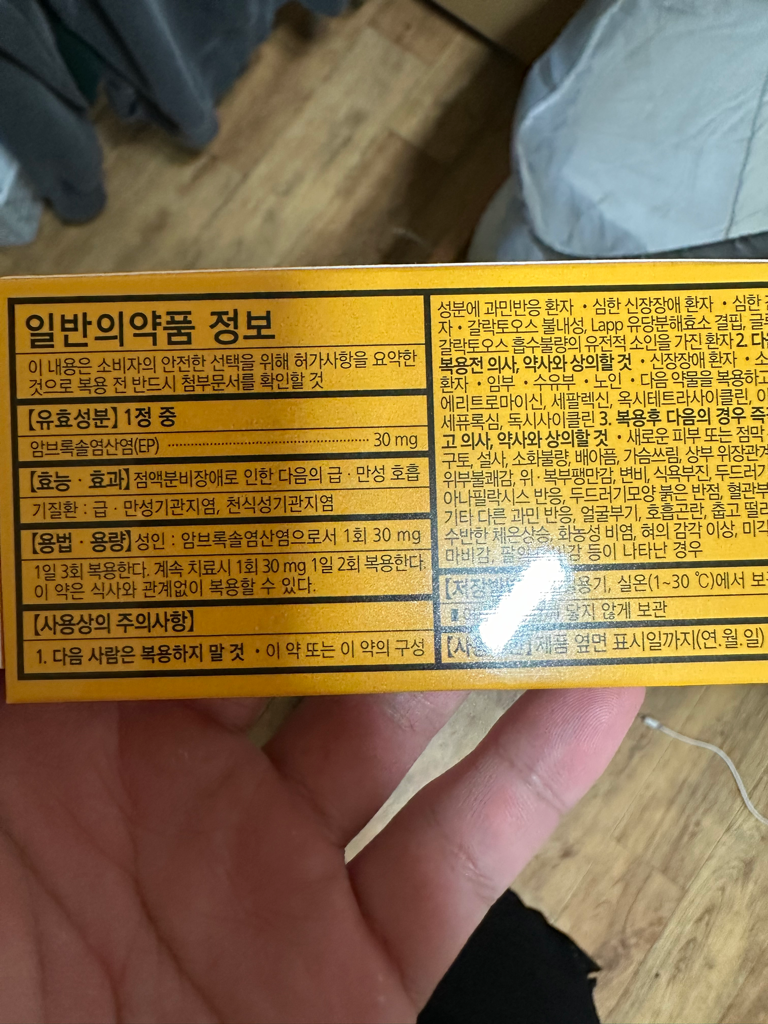 일반의약품 정보
이 내용은 소비자의 안전한 선택을 위해 허가사항을 요약한
것으로 복용 전 반드시 첨부문서를 확인할 것
【유효성분】 1정 중
암브록솔염산염(EP) 30 mg
【효능 · 효과】 점액분비장애로 인한 다음의 급 · 만성 호흡
기질환 : 급 · 만성기관지염, 천식성기관지염
【용법 · 용량】 성인 : 암브록솔염산염으로서 1회 30 mg
1일 3회 복용한다. 계속 치료시 1회 30 mg 1일 2회 복용한다.
이 약은 식사와 관계없이 복용할 수 있다.
【사용상의 주의사항】
1. 다음 사람은 복용하지 말 것 · 이 약 또는 이 약의 구성
성분에 과민반응 환자 · 심한 신장장애 환자 · 심한
자 · 갈락토오스 불내성, Lapp 유당분해효소 결핍,
갈락토오스 흡수불량의 유전적 소인을 가진 환자 2.
복용전 의사, 약사와 상의할 것 · 신장장애 환자 ·
환자 · 임부 · 수유부 · 노인 · 다음 약물을 복용하고
에리트로마이신, 세팔렉신, 옥시테트라사이클린,
세푸록심, 독시사이클린 3. 복용후 다음의 경우
고 의사, 약사와 상의할 것 · 새로운 피부 또는 점막
구토, 설사, 소화불량, 배아픔, 가슴쓰림, 상부 위장관계
위부불쾌감, 위 · 복부팽만감, 변비, 식용부진, 두드러기
아나필락시스 반응, 두드러기모양 붉은 반점, 혈관부
기타 다른 과민 반응, 얼굴부기, 호흡곤란, 춥고 떨리
수반한 체온상승, 화농성 비염, 혀의 감각 이상, 미각
마비감, 등이 나타난 경우
실온(1~30 ℃)에서
닿지 않게 보관
제품 옆면 표시일까지(연.월.일)